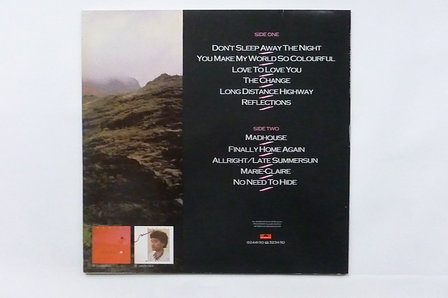 SIDE ONE
DON'T SLEEP AWAY THE NIGHT
YOU MAKE MY WORLD SO COLOURFUL
LOVE TO LOVE YOU
THE CHANGE
LONG DISTANCE HIGHWAY
REFLECTIONS
SIDE TWO
MADHOUSE
FINALLY HOME AGAIN
ALLRIGHT/LATE SUMMERSUN
MARIE-CLAIRE
NO NEED TO HIDE